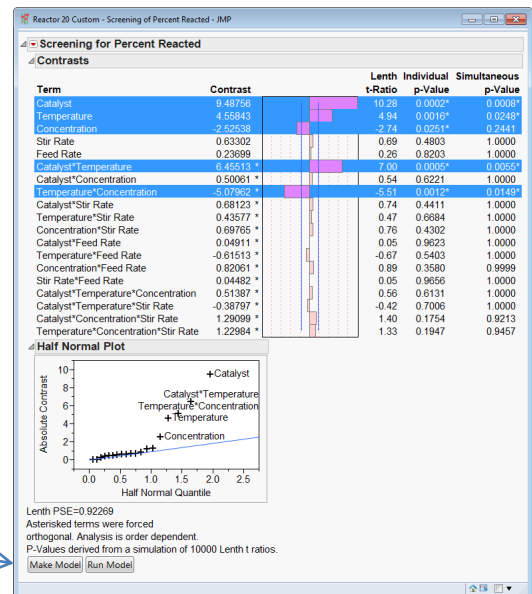 Reactor 20 Custom - Screening of Percent Reacted - JMP
Screening for Percent Reacted
Contrasts
Lenth Individual Simultaneous
Term Contrast t-Ratio p-Value p-Value
Catalyst 9.48756 10.28 0.0002* 0.0008*
Temperature 4.55843 4.94 0.0016* 0.0248*
Concentration -2.52538 -2.74 0.0251* 0.2441
Stir Rate 0.63302 0.69 0.4803 1.0000
Feed Rate 0.23699 0.26 0.8203 1.0000
Catalyst*Temperature 6.45513 * 7.00 0.0005* 0.0055*
Catalyst*Concentration 0.50061 * 0.54 0.6221 1.0000
Temperature*Concentration -5.07962 * -5.51 0.0012* 0.0149*
Catalyst*Stir Rate 0.68123 * 0.74 0.4411 1.0000
Temperature*Stir Rate 0.43577 * 0.47 0.6684 1.0000
Concentration*Stir Rate 0.69765 * 0.76 0.4302 1.0000
Catalyst*Feed Rate 0.04911 * 0.05 0.9623 1.0000
Temperature*Feed Rate -0.61513 * -0.67 0.5403 1.0000
Concentration*Feed Rate 0.82061 * 0.89 0.3580 0.9999
Stir Rate*Feed Rate 0.04482 * 0.05 0.9656 1.0000
Catalyst*Temperature*Concentration 0.51387 * 0.56 0.6131 1.0000
Catalyst*Temperature*Stir Rate -0.38797 * -0.42 0.7006 1.0000
Catalyst*Concentration*Stir Rate 1.29099 * 1.40 0.1754 0.9213
Temperature*Concentration*Stir Rate 1.22984 * 1.33 0.1947 0.9457
Half Normal Plot
Absolute Contrast
10
8
6
4
2
0
Catalyst
Catalyst*Temperature
Temperature*Concentration
Temperature
Concentration
0.0 0.5 1.0 1.5 2.0 2.5
Half Normal Quantile
Lenth PSE=0.92269
Asterisked terms were forced
orthogonal. Analysis is order dependent.
P-Values derived from a simulation of 10000 Lenth t ratios.
Make Model Run Model